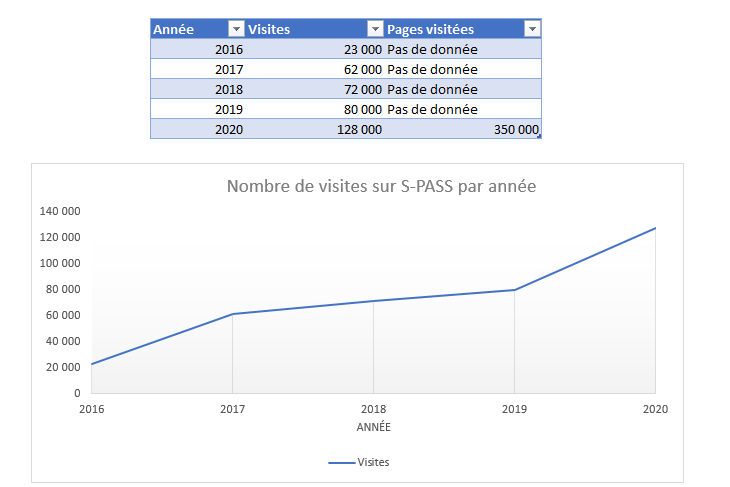 Année Visites Pages visitées
2016 23 000 Pas de donnée
2017 62 000 Pas de donnée
2018 72 000 Pas de donnée
2019 80 000 Pas de donnée
2020 128 000 350 000
Nombre de visites sur S-PASS par année
140 000
120 000
100 000
80 000
60 000
40 000
20 000
0
2016 2017 2018 2019 2020
ANNÉE
Visites